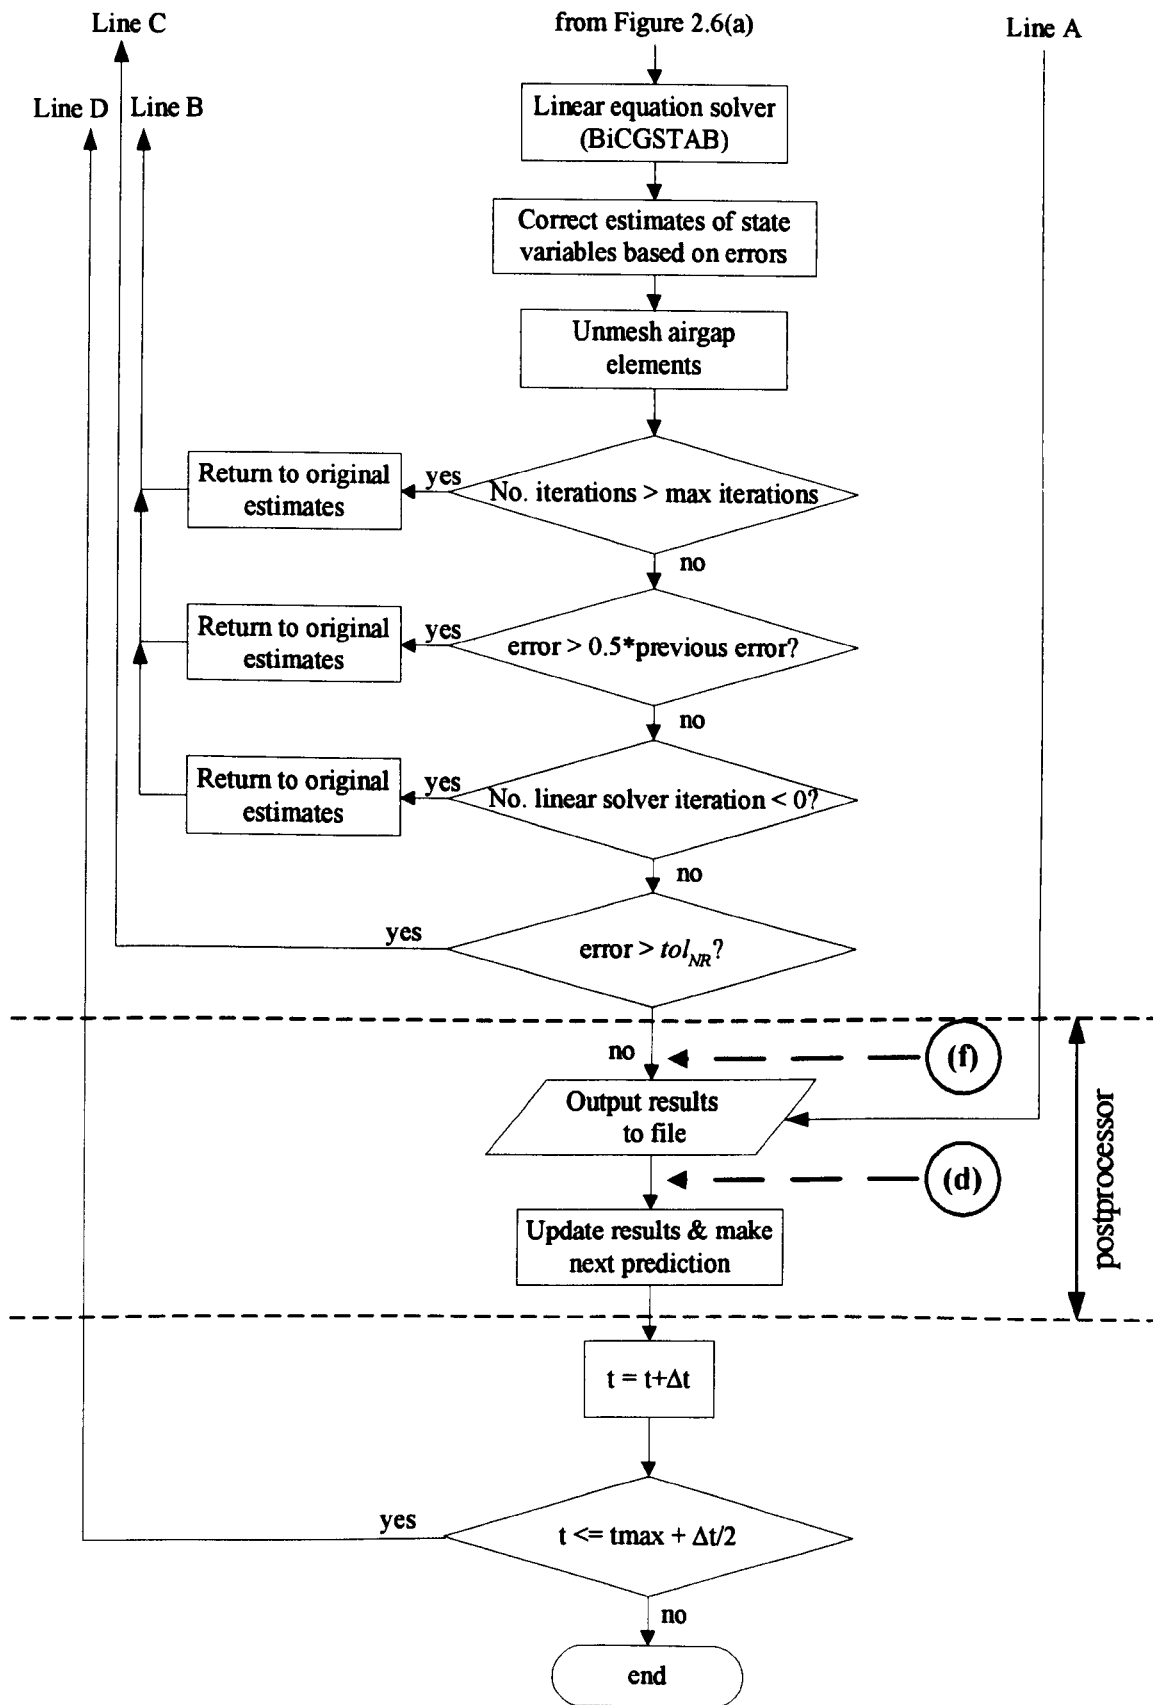 Line C
from Figure 2.6(a)
Line A
Line D
Line B
Linear equation solver
(BiCGSTAB)
Correct estimates of state
variables based on errors
Unmesh airgap
elements
Return to original
estimates
yes
No. iterations > max iterations
no
Return to original
estimates
yes
error > 0.5*previous error?
no
Return to original
estimates
yes
No. linear solver iteration < 0?
no
yes
error > tol_NR?
no
(f)
Output results
to file
(d)
postprocessor
Update results & make
next prediction
t = t+Δt
yes
t <= tmax + Δt/2
no
end